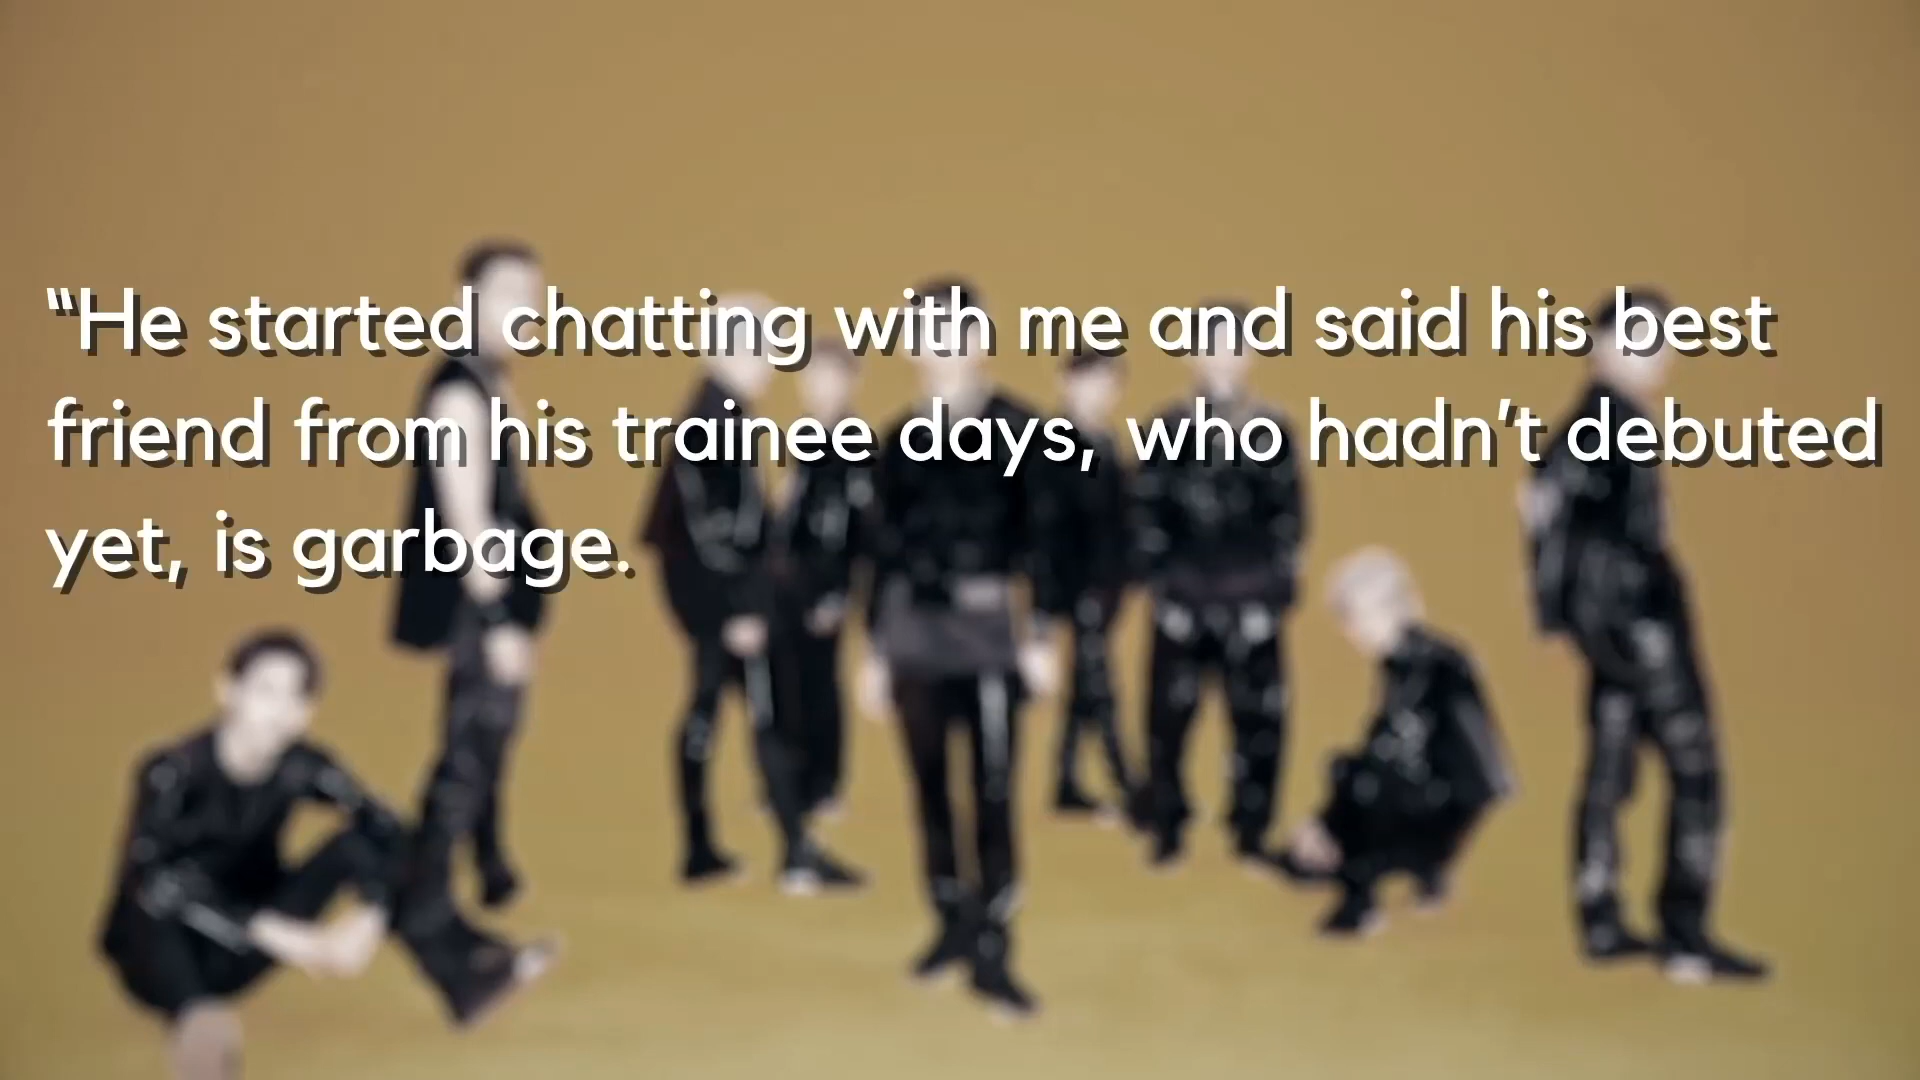 “He started chatting with me and said his best
friend from his trainee days, who hadn’t debuted
yet, is garbage.